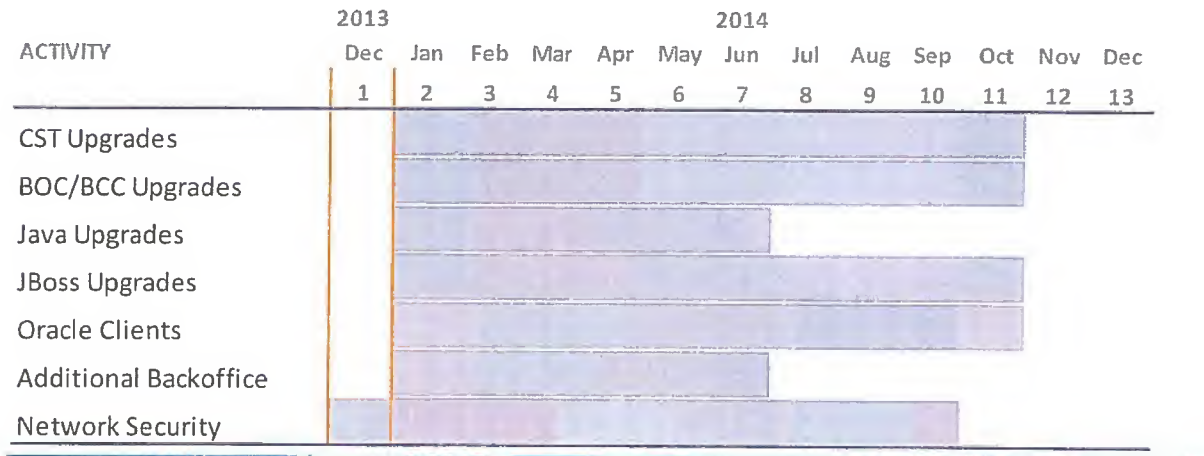 2013 2014
ACTIVITY Dec Jan Feb Mar Apr May Jun Jul Aug Sep Oct Nov Dec
1 2 3 4 5 6 7 8 9 10 11 12 13
CST Upgrades
BOC/BCC Upgrades
Java Upgrades
JBoss Upgrades
Oracle Clients
Additional Backoffice
Network Security